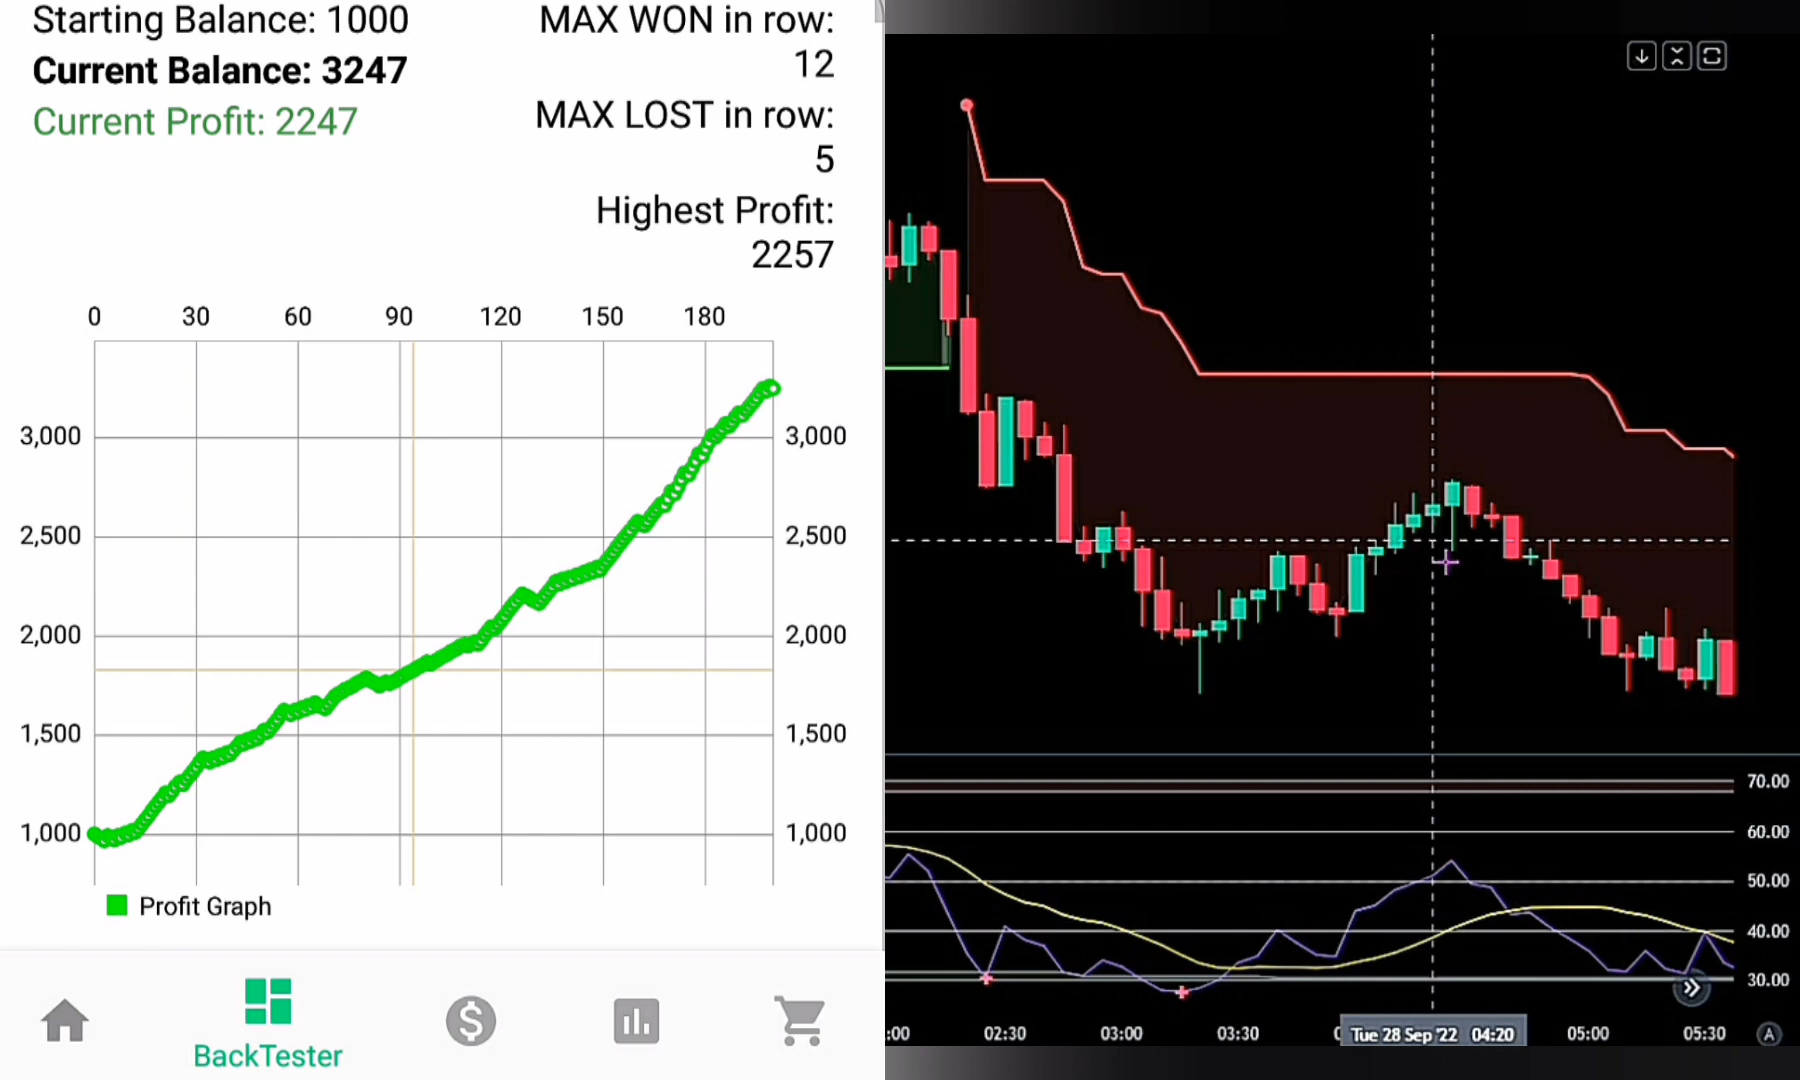 Starting Balance: 1000
Current Balance: 3247
Current Profit: 2247
MAX WON in row:
12
MAX LOST in row:
5
Highest Profit:
2257
0 30 60 90 120 150 180
3,000 3,000
2,500 2,500
2,000 2,000
1,500 1,500
1,000 1,000
Profit Graph
BackTester
70.00
60.00
50.00
40.00
30.00
:00 02:30 03:00 03:30 Tue 28 Sep '22 04:20 05:00 05:30 A